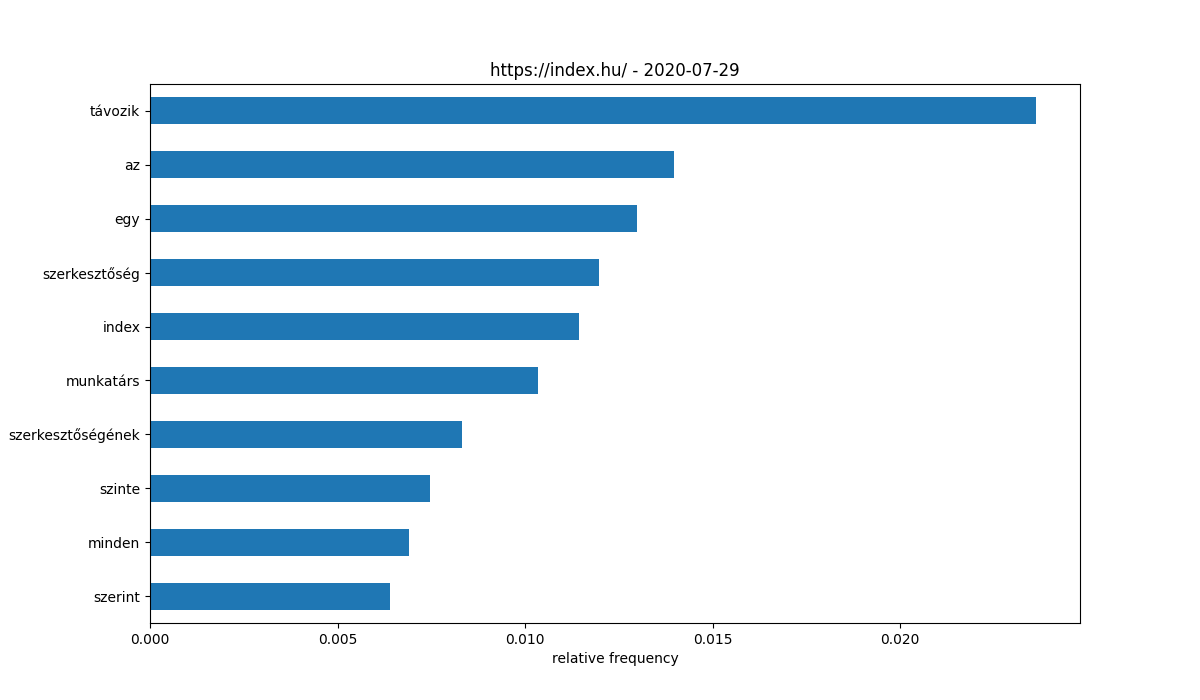 https://index.hu/ - 2020-07-29
távozik
az
egy
szerkesztőség
index
munkatárs
szerkesztőségének
szinte
minden
szerint
0.000 0.005 0.010 0.015 0.020
relative frequency